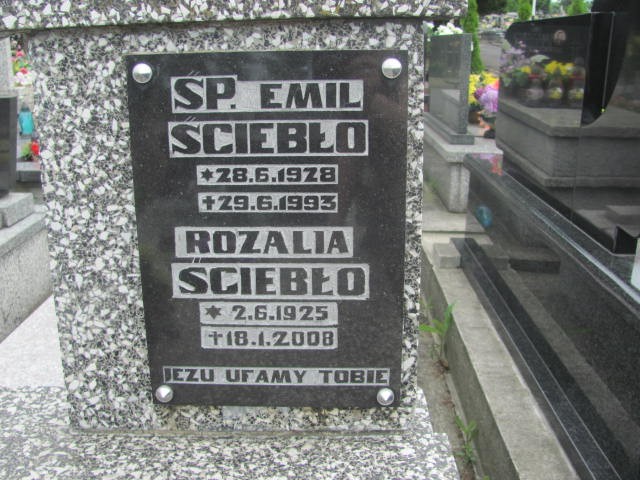 ŚP. EMIL
ŚCIEBŁO
*28.6.1928
†29.6.1993
ROZALIA
ŚCIEBŁO
* 2.6.1925
†18.1.2008
JEZU UFAMY TOBIE